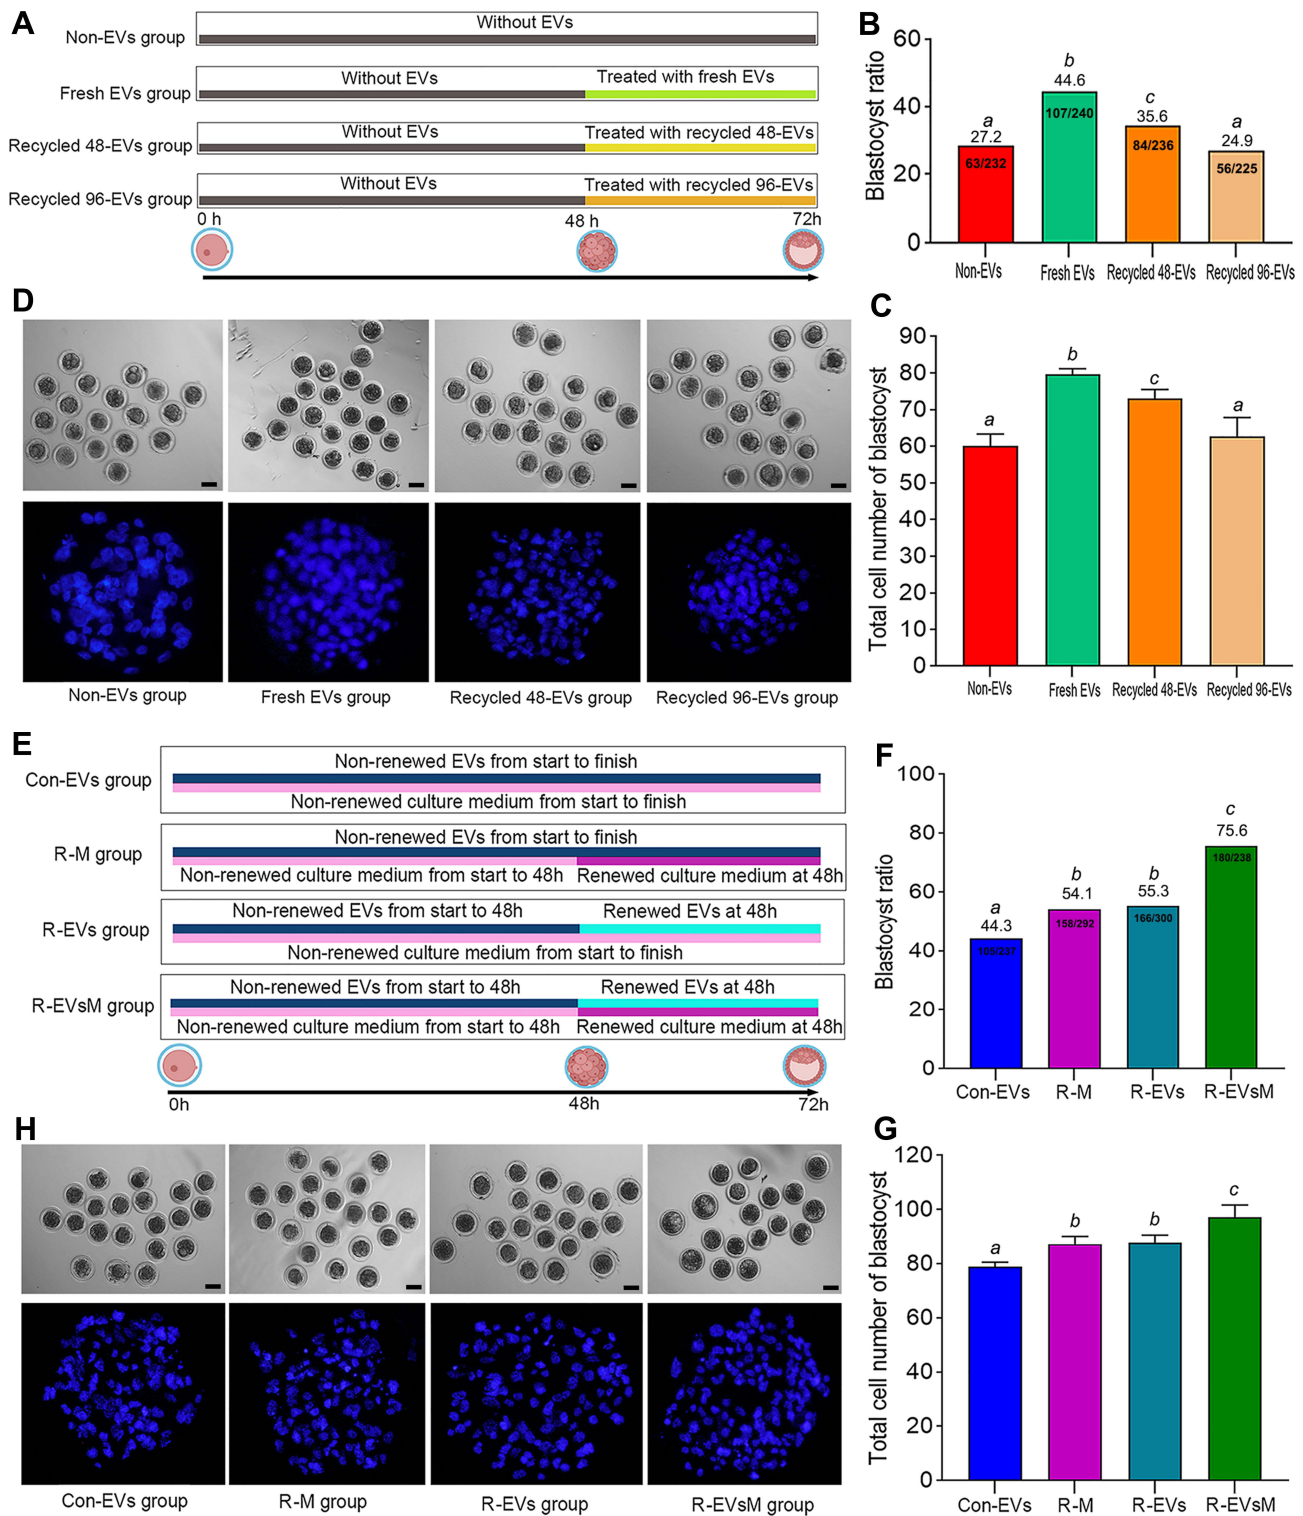 A
Non-EVs group
Without EVs
Fresh EVs group
Without EVs
Treated with fresh EVs
Recycled 48-EVs group
Without EVs
Treated with recycled 48-EVs
Recycled 96-EVs group
Without EVs
Treated with recycled 96-EVs
0 h
48 h
72h
B
Blastocyst ratio
60
40
20
0
a
27.2
63/232
b
44.6
107/240
c
35.6
84/236
a
24.9
56/225
Non-EVs
Fresh EVs
Recycled 48-EVs
Recycled 96-EVs
C
Total cell number of blastocyst
90
80
70
60
50
40
30
20
10
0
a
b
c
a
Non-EVs
Fresh EVs
Recycled 48-EVs
Recycled 96-EVs
D
Non-EVs group
Fresh EVs group
Recycled 48-EVs group
Recycled 96-EVs group
E
Con-EVs group
Non-renewed EVs from start to finish
Non-renewed culture medium from start to finish
R-M group
Non-renewed EVs from start to finish
Non-renewed culture medium from start to 48h
Renewed culture medium at 48h
R-EVs group
Non-renewed EVs from start to 48h
Renewed EVs at 48h
Non-renewed culture medium from start to finish
R-EVsM group
Non-renewed EVs from start to 48h
Renewed EVs at 48h
Non-renewed culture medium from start to 48h
Renewed culture medium at 48h
0h
48h
72h
F
Blastocyst ratio
100
80
60
40
20
0
a
44.3
105/237
b
54.1
158/292
b
55.3
166/300
c
75.6
180/238
Con-EVs
R-M
R-EVs
R-EVsM
H
Con-EVs group
R-M group
R-EVs group
R-EVsM group
G
Total cell number of blastocyst
120
100
80
60
40
20
0
a
b
b
c
Con-EVs
R-M
R-EVs
R-EVsM